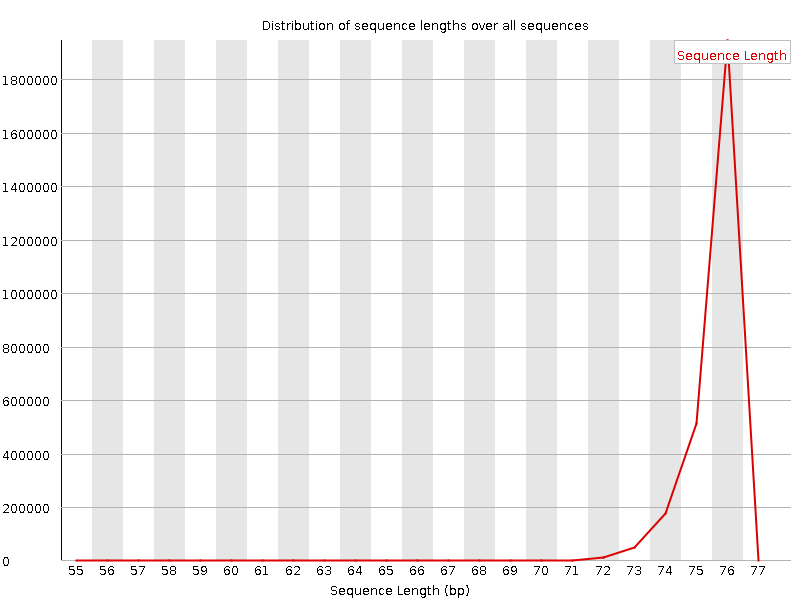 Distribution of sequence lengths over all sequences
Sequence Length
1800000
1600000
1400000
1200000
1000000
800000
600000
400000
200000
0
55 56 57 58 59 60 61 62 63 64 65 66 67 68 69 70 71 72 73 74 75 76 77
Sequence Length (bp)